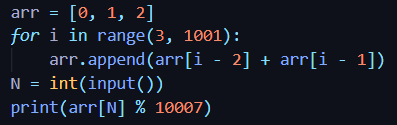 arr = [0, 1, 2]
for i in range(3, 1001):
    arr.append(arr[i - 2] + arr[i - 1])
N = int(input())
print(arr[N] % 10007)